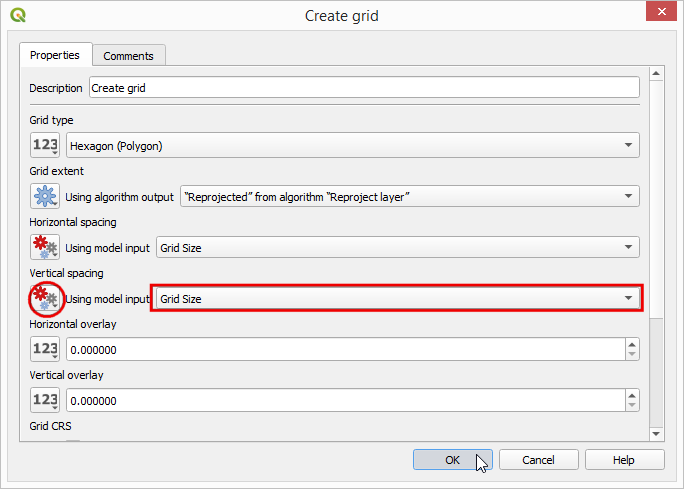 Create grid
Properties
Comments
Description
Create grid
Grid type
123
Hexagon (Polygon)
Grid extent
Using algorithm output
“Reprojected” from algorithm “Reproject layer”
Horizontal spacing
Using model input
Grid Size
Vertical spacing
Using model input
Grid Size
Horizontal overlay
123
0.000000
Vertical overlay
123
0.000000
Grid CRS
OK
Cancel
Help